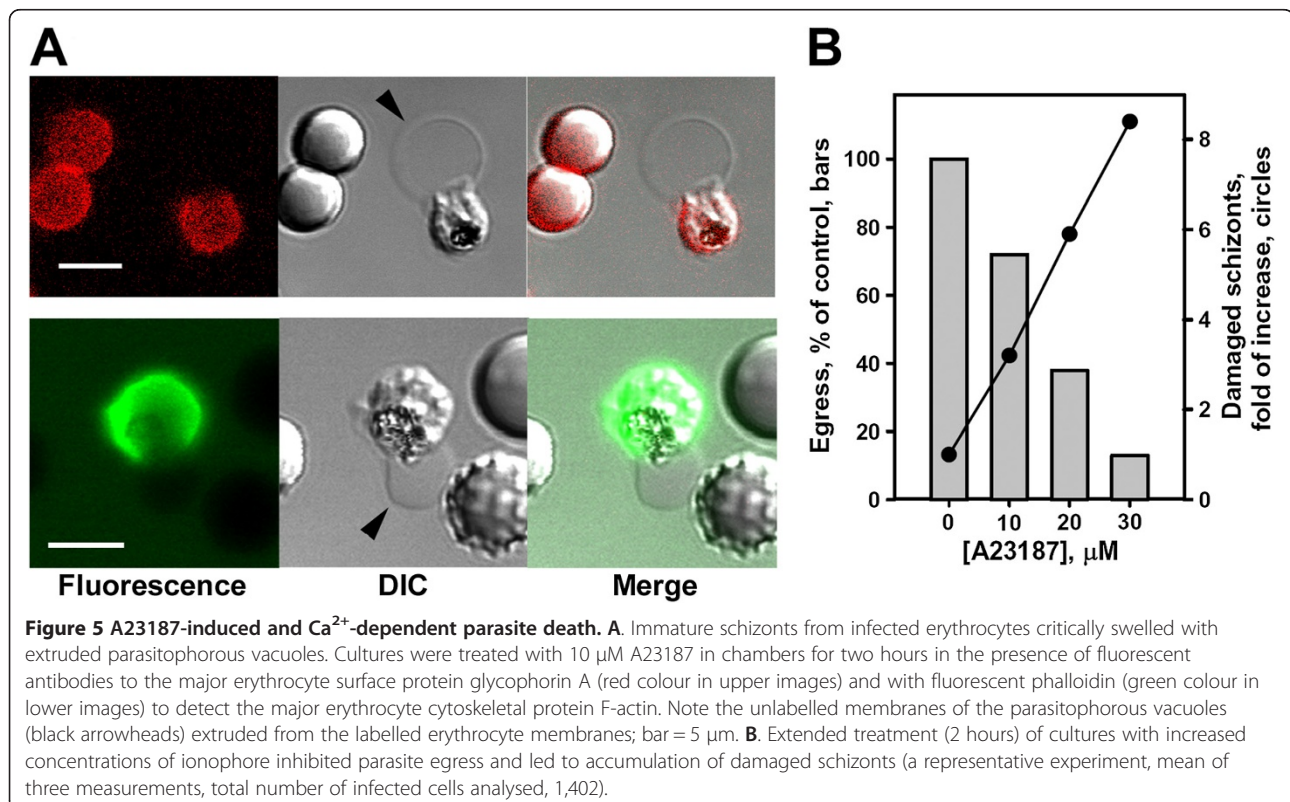 A
B
Egress, % of control, bars
100
80
60
40
20
0
8
6
4
2
0
Damaged schizonts,
fold of increase, circles
0 10 20 30
[A23187], µM
Fluorescence DIC Merge
Figure 5 A23187-induced and Ca²⁺-dependent parasite death. A. Immature schizonts from infected erythrocytes critically swelled with
extruded parasitophorous vacuoles. Cultures were treated with 10 µM A23187 in chambers for two hours in the presence of fluorescent
antibodies to the major erythrocyte surface protein glycophorin A (red colour in upper images) and with fluorescent phalloidin (green colour in
lower images) to detect the major erythrocyte cytoskeletal protein F-actin. Note the unlabelled membranes of the parasitophorous vacuoles
(black arrowheads) extruded from the labelled erythrocyte membranes; bar = 5 µm. B. Extended treatment (2 hours) of cultures with increased
concentrations of ionophore inhibited parasite egress and led to accumulation of damaged schizonts (a representative experiment, mean of
three measurements, total number of infected cells analysed, 1,402).